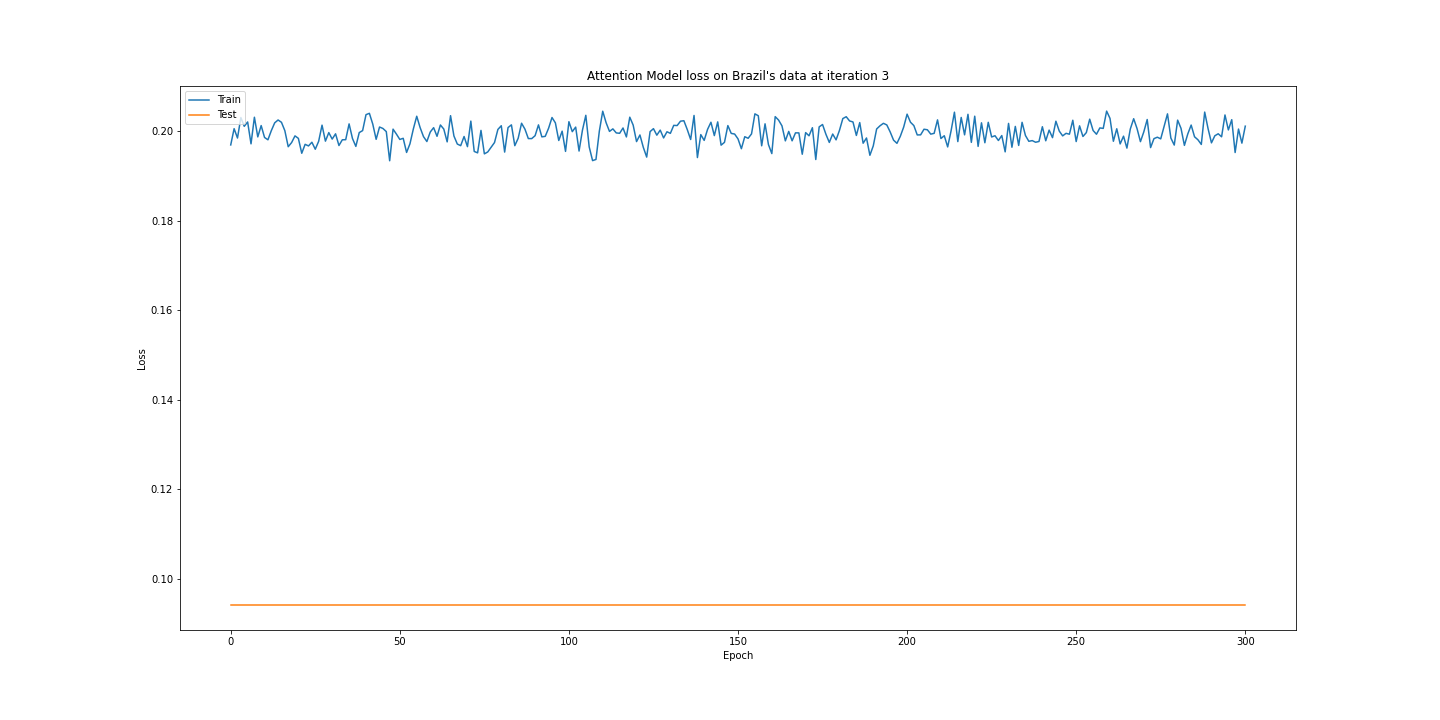 Attention Model loss on Brazil's data at iteration 3
Train
Test
0.20
0.18
0.16
0.14
0.12
0.10
Loss
0
50
100
150
200
250
300
Epoch